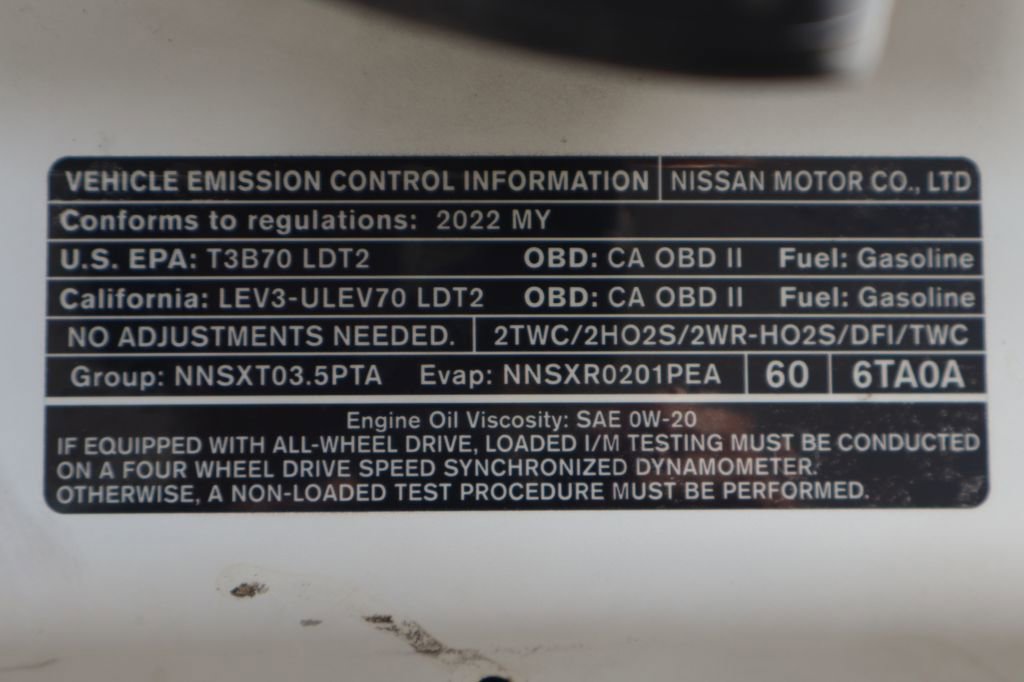 VEHICLE EMISSION CONTROL INFORMATION NISSAN MOTOR CO., LTD
Conforms to regulations: 2022 MY
U.S. EPA: T3B70 LDT2 OBD: CA OBD II Fuel: Gasoline
California: LEV3-ULEV70 LDT2 OBD: CA OBD II Fuel: Gasoline
NO ADJUSTMENTS NEEDED. 2TWC/2HO2S/2WR-HO2S/DFI/TWC
Group: NNSXT03.5PTA Evap: NNSXR0201PEA 60 6TA0A
Engine Oil Viscosity: SAE 0W-20
IF EQUIPPED WITH ALL-WHEEL DRIVE, LOADED I/M TESTING MUST BE CONDUCTED
ON A FOUR WHEEL DRIVE SPEED SYNCHRONIZED DYNAMOMETER.
OTHERWISE, A NON-LOADED TEST PROCEDURE MUST BE PERFORMED.